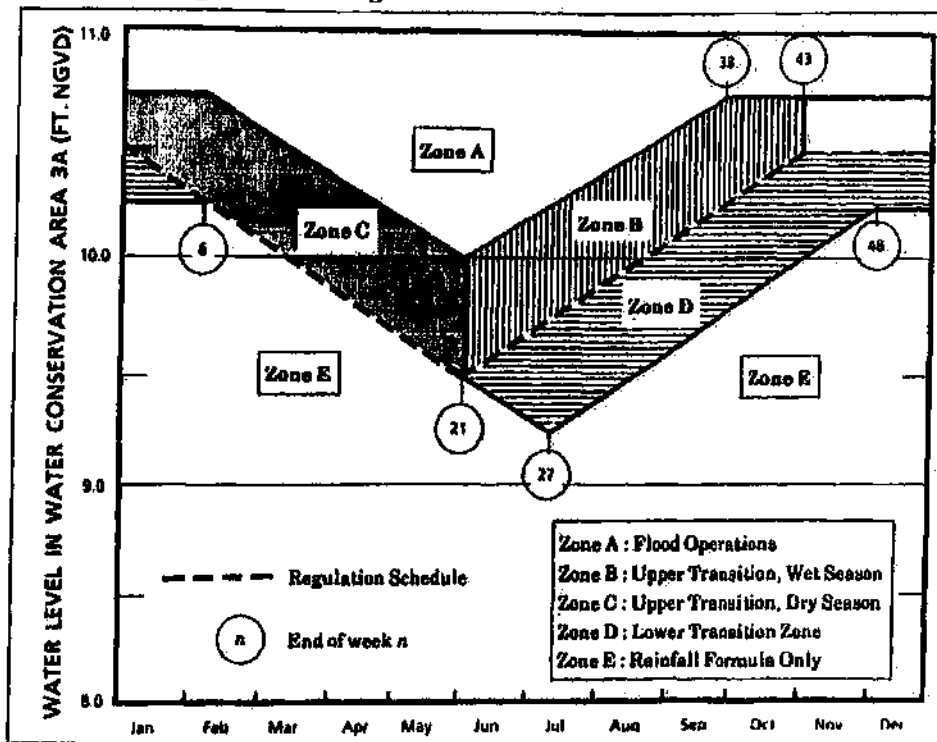 WATER LEVEL IN WATER CONSERVATION AREA 3A (FT. NGVD)
11.0
10.0
9.0
8.0
38
43
Zone A
Zone C
Zone B
6
48
Zone D
Zone E
Zone E
21
27
Regulation Schedule
n End of week n
Zone A : Flood Operations
Zone B : Upper Transition, Wet Season
Zone C : Upper Transition, Dry Season
Zone D : Lower Transition Zone
Zone E : Rainfall Formula Only
Jan Feb Mar Apr May Jun Jul Aug Sep Oct Nov